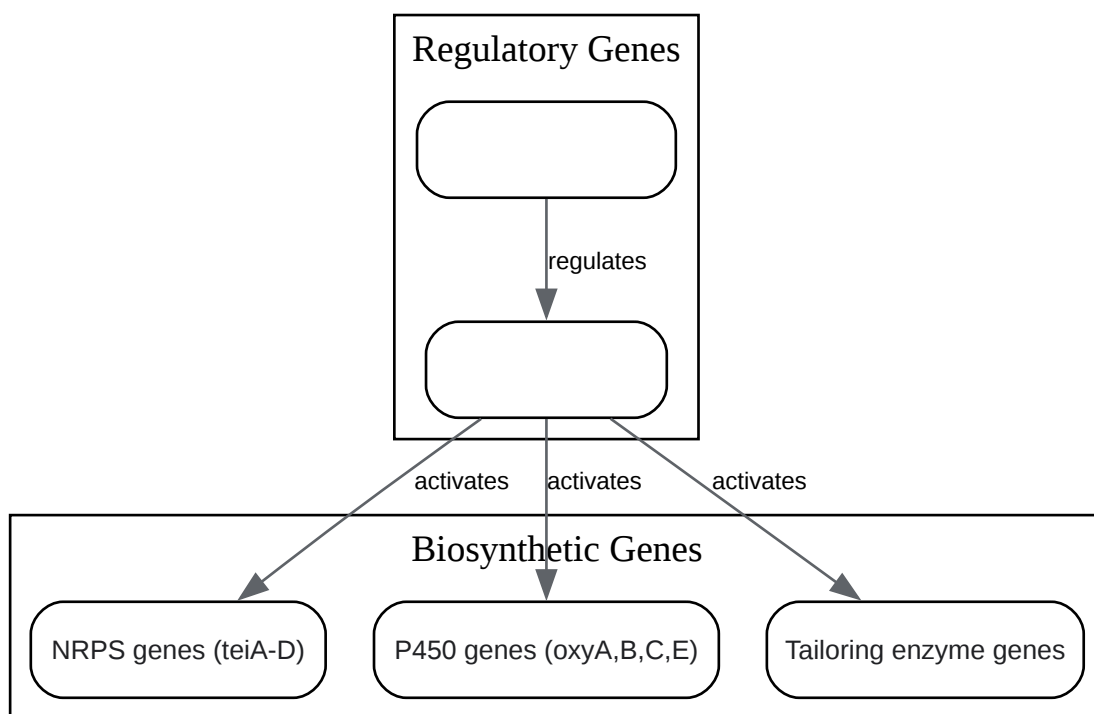 Regulatory Genes
regulates
activates
activates
activates
Biosynthetic Genes
NRPS genes (teiA-D)
P450 genes (oxyA,B,C,E)
Tailoring enzyme genes